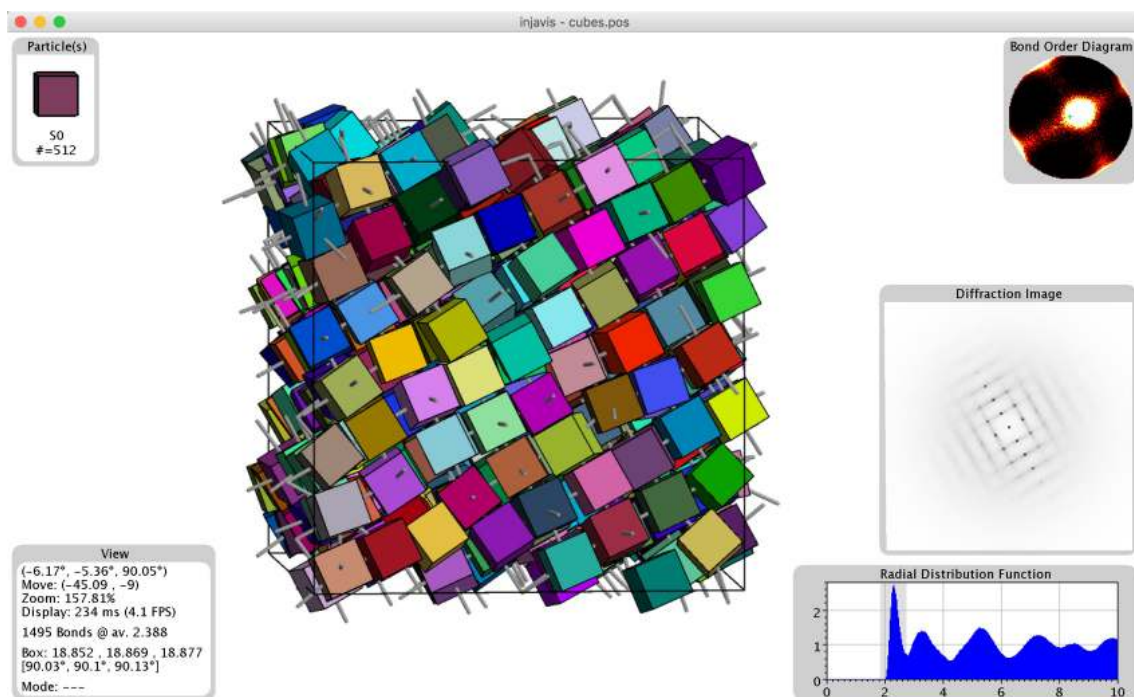 injavis - cubes.pos
Particle(s)
S0
#=512
Bond Order Diagram
Diffraction Image
View
(-6.17°, -5.36°, 90.05°)
Move: (-45.09, -9)
Zoom: 157.81%
Display: 234 ms (4.1 FPS)
1495 Bonds @ av. 2.388
Box: 18.852 , 18.869 , 18.877
[90.03°, 90.1°, 90.13°]
Mode: ---
Radial Distribution Function
2
1
0
0 2 4 6 8 10